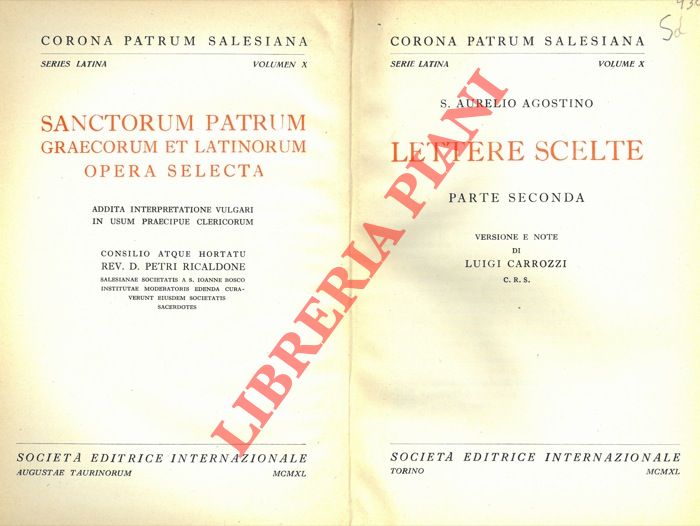 CORONA PATRUM SALESIANA
SERIES LATINA VOLUMEN X
SANCTORUM PATRUM
GRAECORUM ET LATINORUM
OPERA SELECTA
ADDITA INTERPRETATIONE VULGARI
IN USUM PRAECIPUE CLERICORUM
CONSILIO ATQUE HORTATU
REV. D. PETRI RICALDONE
SALESIANAE SOCIETATIS A S. IOANNE BOSCO
INSTITUTAE MODERATORIS EDENDA CURA-
VERUNT EIUSDEM SOCIETATIS
SACERDOTES
SOCIETÀ EDITRICE INTERNAZIONALE
AUGUSTAE TAURINORUM MCMXL
CORONA PATRUM SALESIANA
SERIE LATINA VOLUME X
S. AURELIO AGOSTINO
LETTERE SCELTE
PARTE SECONDA
VERSIONE E NOTE
DI
LUIGI CARROZZI
C. R. S.
SOCIETÀ EDITRICE INTERNAZIONALE
TORINO MCMXL
LIBRERIA PIANI